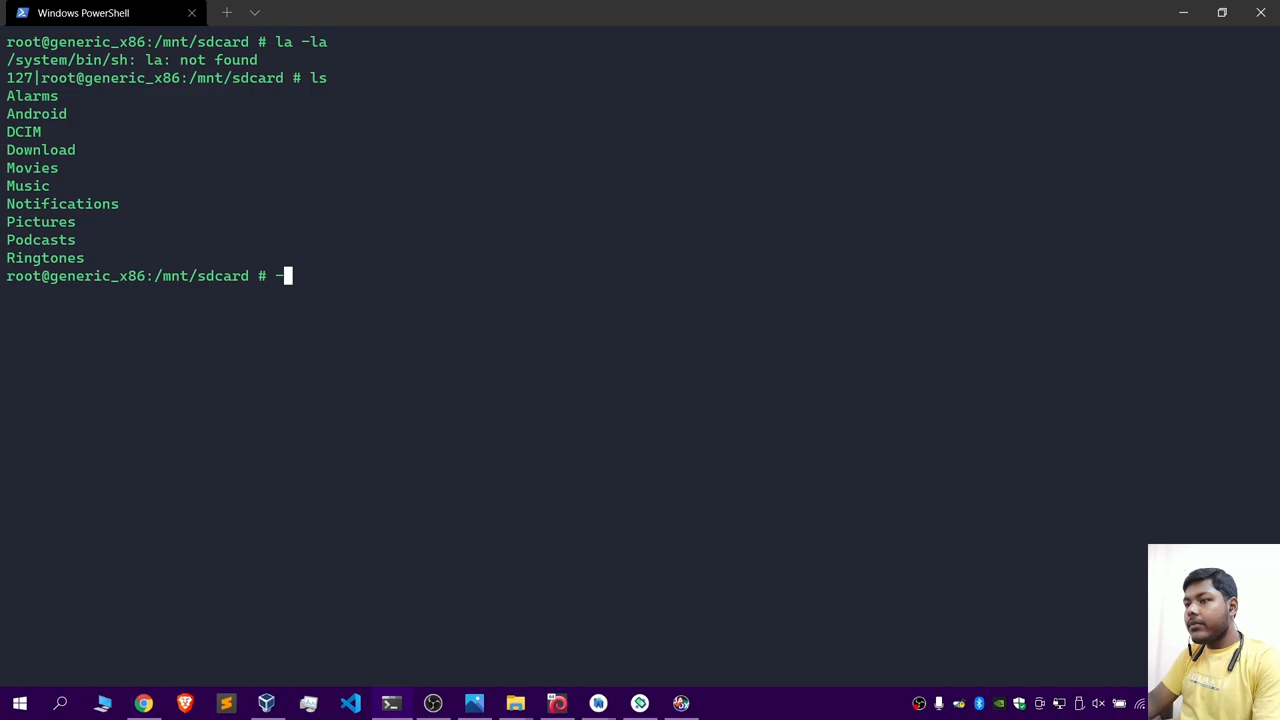 Windows PowerShell
root@generic_x86:/mnt/sdcard # la -la
/system/bin/sh: la: not found
127|root@generic_x86:/mnt/sdcard # ls
Alarms
Android
DCIM
Download
Movies
Music
Notifications
Pictures
Podcasts
Ringtones
root@generic_x86:/mnt/sdcard # -